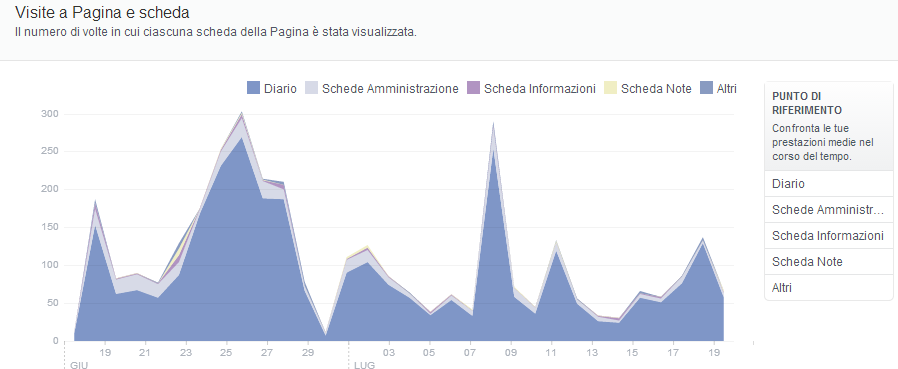 Visite a Pagina e scheda
Il numero di volte in cui ciascuna scheda della Pagina è stata visualizzata.
Diario Schede Amministrazione Scheda Informazioni Scheda Note Altri
300
250
200
150
100
50
0
19 21 23 25 27 29 03 05 07 09 11 13 15 17 19
GIU LUG
PUNTO DI
RIFERIMENTO
Confronta le tue
prestazioni medie nel
corso del tempo.
Diario
Schede Amministr...
Scheda Informazioni
Scheda Note
Altri